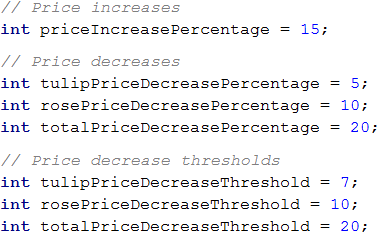 // Price increases
int priceIncreasePercentage = 15;
// Price decreases
int tulipPriceDecreasePercentage = 5;
int rosePriceDecreasePercentage = 10;
int totalPriceDecreasePercentage = 20;
// Price decrease thresholds
int tulipPriceDecreaseThreshold = 7;
int rosePriceDecreaseThreshold = 10;
int totalPriceDecreaseThreshold = 20;